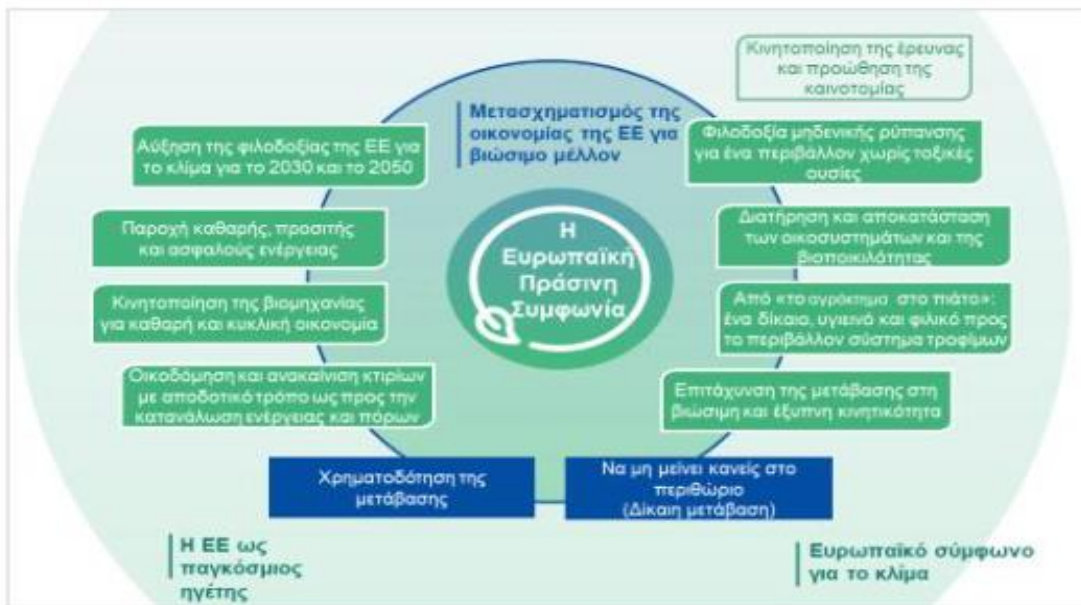 Κινητοποίηση της έρευνας
και προώθηση της
καινοτομίας
Μετασχηματισμός της
οικονομίας της ΕΕ για
βιώσιμο μέλλον
Αύξηση της φιλοδοξίας της ΕΕ για
το κλίμα για το 2030 και το 2050
Φιλοδοξία μηδενικής ρύπανσης
για ένα περιβάλλον χωρίς τοξικές
ουσίες
Παροχή καθαρής, προσιτής
και ασφαλούς ενέργειας
Η
Ευρωπαϊκή
Πράσινη
Συμφωνία
Διατήρηση και αποκατάσταση
των οικοσυστημάτων και της
βιοποικιλότητας
Κινητοποίηση της βιομηχανίας
για καθαρή και κυκλική οικονομία
Από «το αγρόκτημα στο πιάτο»:
ένα δίκαιο, υγιεινό και φιλικό προς
το περιβάλλον σύστημα τροφίμων
Οικοδόμηση και ανακαίνιση κτιρίων
με αποδοτικό τρόπο ως προς την
κατανάλωση ενέργειας και πόρων
Επιτάχυνση της μετάβασης στη
βιώσιμη και έξυπνη κινητικότητα
Χρηματοδότηση της
μετάβασης
Να μη μείνει κανείς στο
περιθώριο
(Δίκαιη μετάβαση)
Η ΕΕ ως
παγκόσμιος
ηγέτης
Ευρωπαϊκό σύμφωνο
για το κλίμα